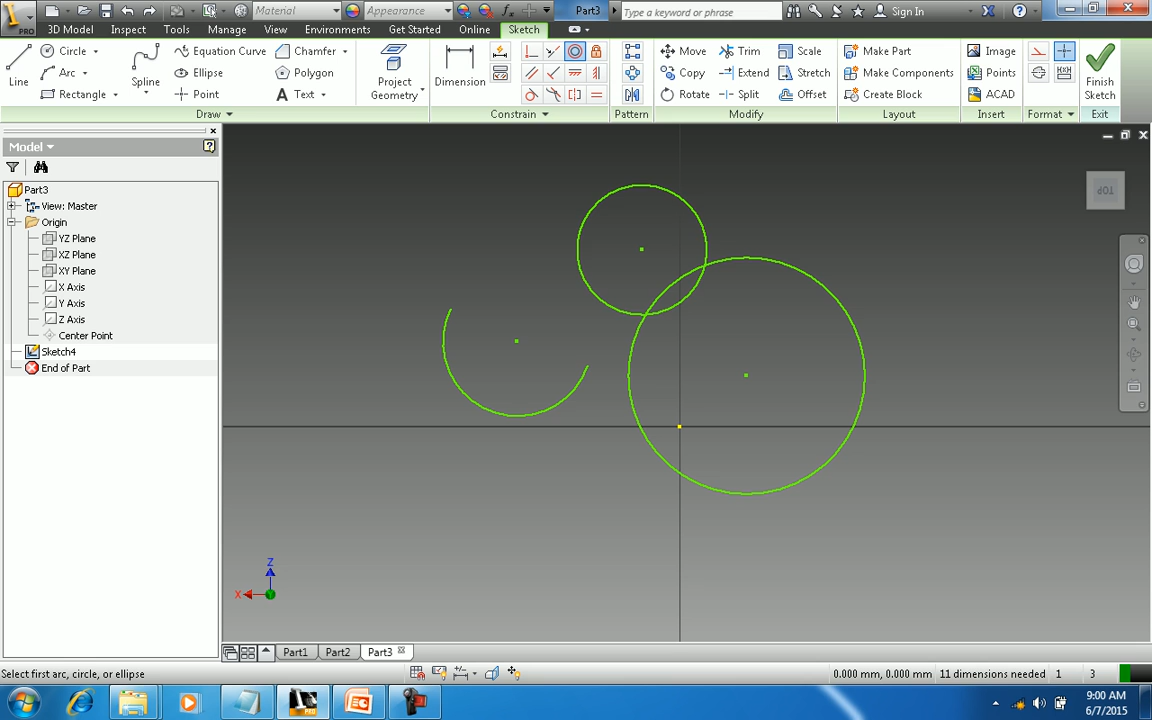 Material
Appearance
Part3
Type a keyword or phrase
Sign In
PRO
3D Model
Inspect
Tools
Manage
View
Environments
Get Started
Online
Sketch
Line
Circle
Arc
Rectangle
Spline
Equation Curve
Ellipse
Point
Chamfer
Polygon
Text
Project
Geometry
Dimension
Move
Copy
Rotate
Trim
Extend
Split
Scale
Stretch
Offset
Make Part
Make Components
Create Block
Image
Points
ACAD
Finish
Sketch
Draw
Constrain
Pattern
Modify
Layout
Insert
Format
Exit
Model
Part3
View: Master
Origin
YZ Plane
XZ Plane
XY Plane
X Axis
Y Axis
Z Axis
Center Point
Sketch4
End of Part
TOP
Z
X
Y
Part1
Part2
Part3
Select first arc, circle, or ellipse
0.000 mm, 0.000 mm
11 dimensions needed
1
3
PRO
9:00 AM
6/7/2015